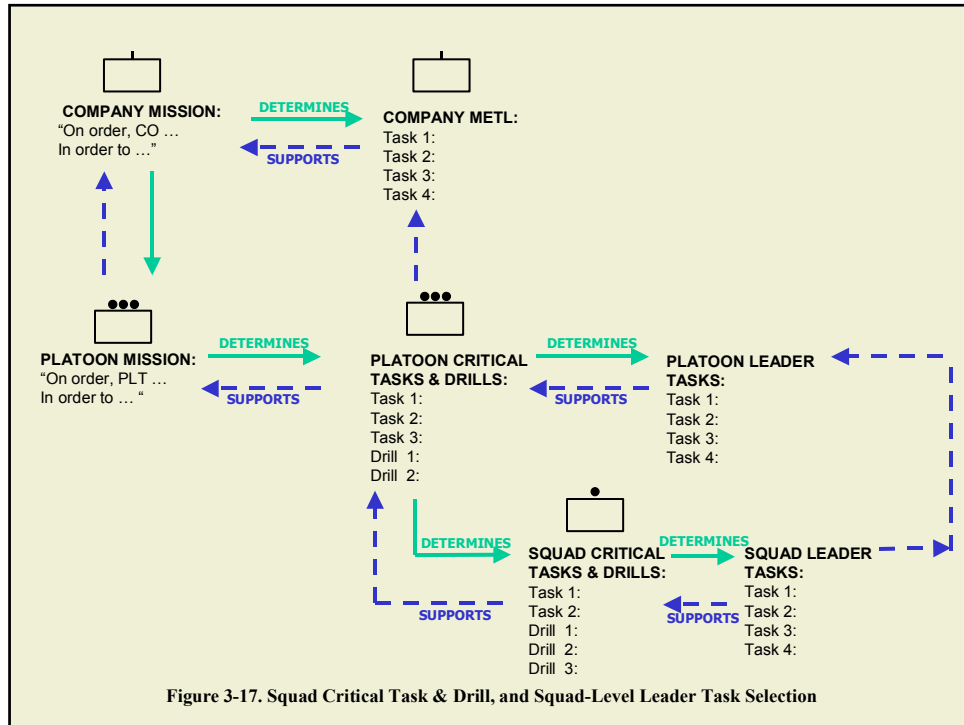 COMPANY MISSION:
“On order, CO …
In order to …”
DETERMINES
SUPPORTS
COMPANY METL:
Task 1:
Task 2:
Task 3:
Task 4:
PLATOON MISSION:
“On order, PLT …
In order to … “
DETERMINES
SUPPORTS
PLATOON CRITICAL
TASKS & DRILLS:
Task 1:
Task 2:
Task 3:
Drill 1:
Drill 2:
DETERMINES
SUPPORTS
PLATOON LEADER
TASKS:
Task 1:
Task 2:
Task 3:
Task 4:
DETERMINES
SUPPORTS
SQUAD CRITICAL
TASKS & DRILLS:
Task 1:
Task 2:
Drill 1:
Drill 2:
Drill 3:
DETERMINES
SUPPORTS
SQUAD LEADER
TASKS:
Task 1:
Task 2:
Task 3:
Task 4:
Figure 3-17. Squad Critical Task & Drill, and Squad-Level Leader Task Selection